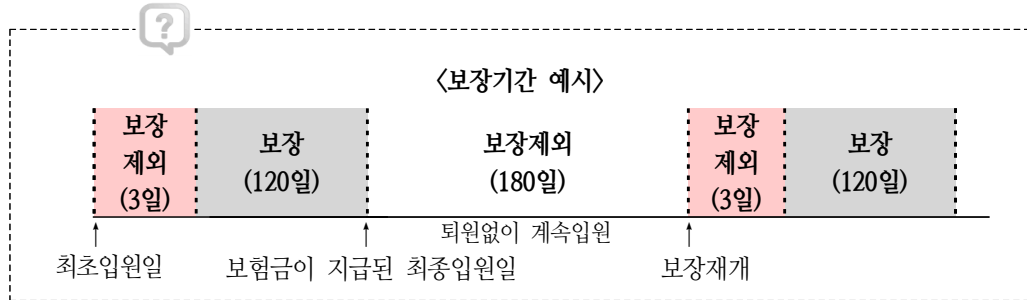 ?
<보장기간 예시>
보장 제외 (3일)
보장 (120일)
보장제외 (180일)
보장 제외 (3일)
보장 (120일)
퇴원없이 계속입원
최초입원일
보험금이 지급된 최종입원일
보장재개